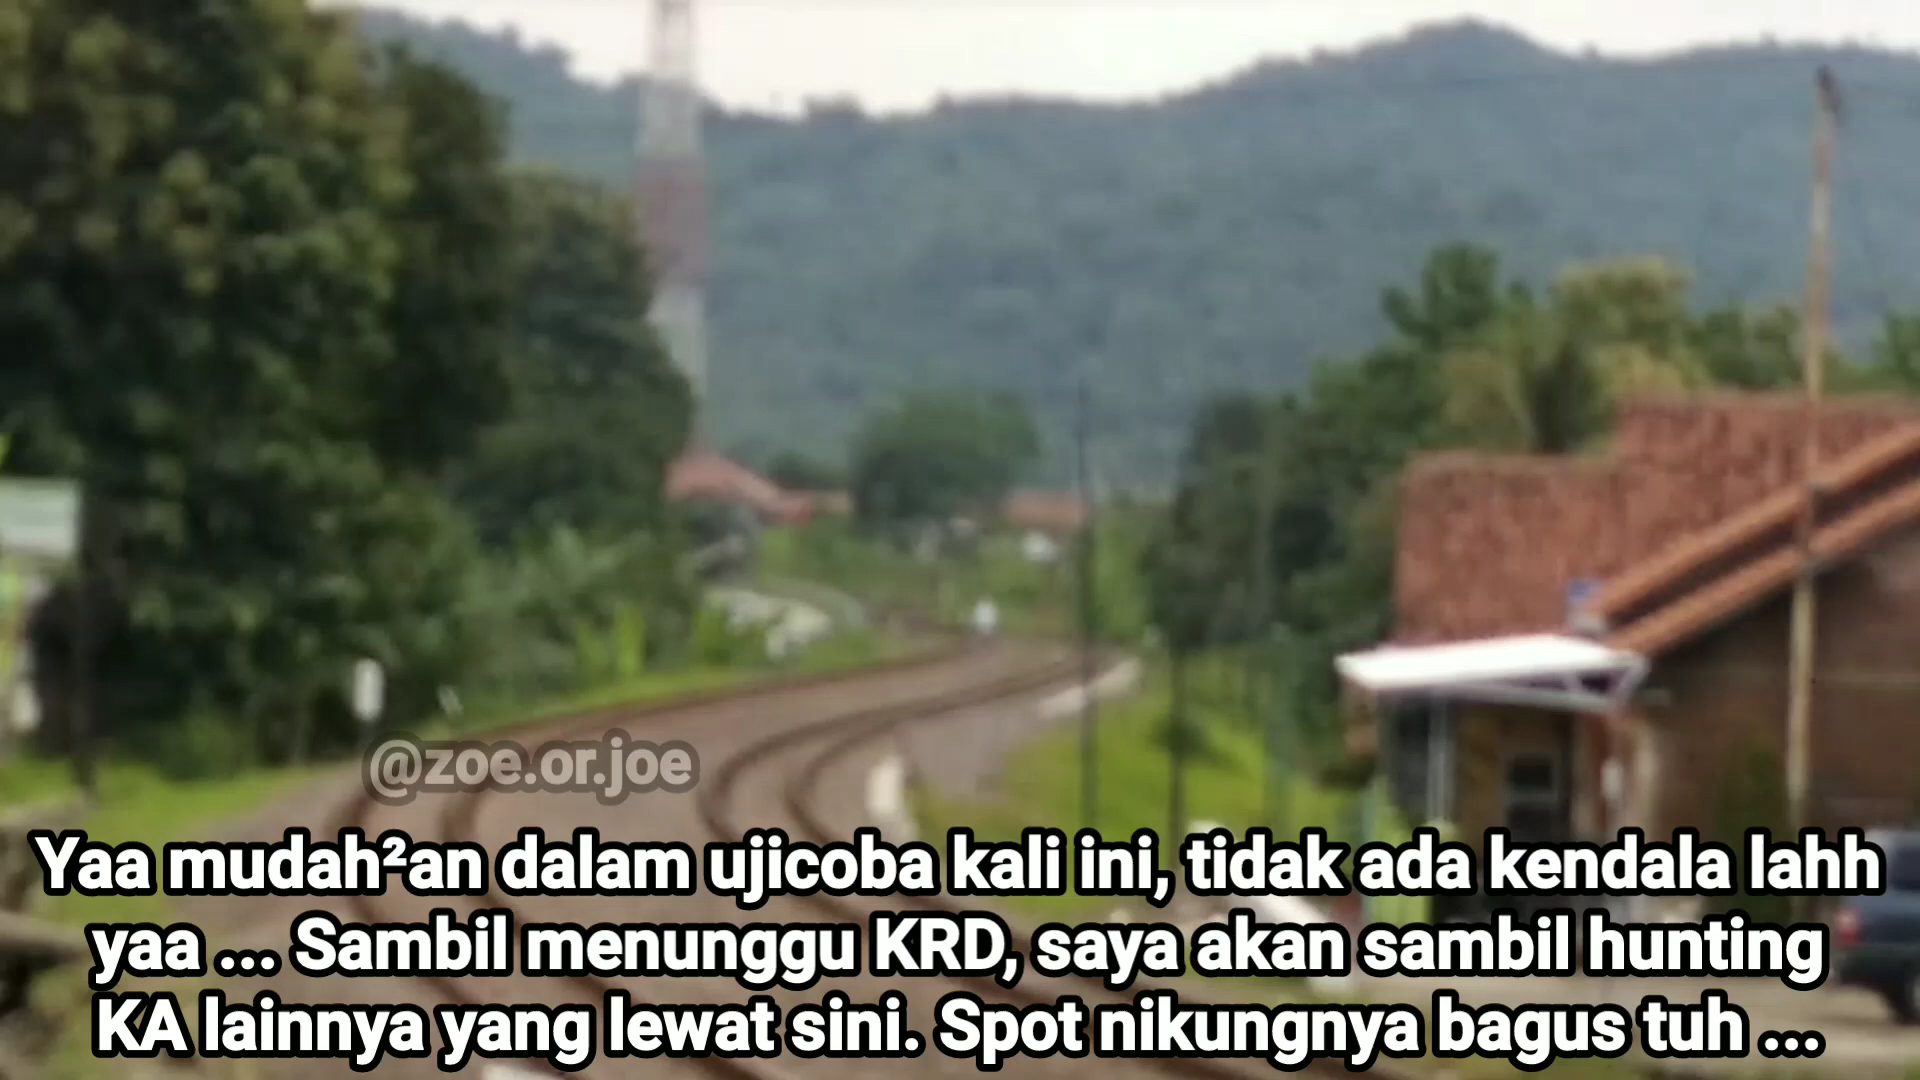 @zoe.or.joe
Yaa mudah²an dalam ujicoba kali ini, tidak ada kendala lahh
yaa ... Sambil menunggu KRD, saya akan sambil hunting
KA lainnya yang lewat sini. Spot nikungnya bagus tuh ...